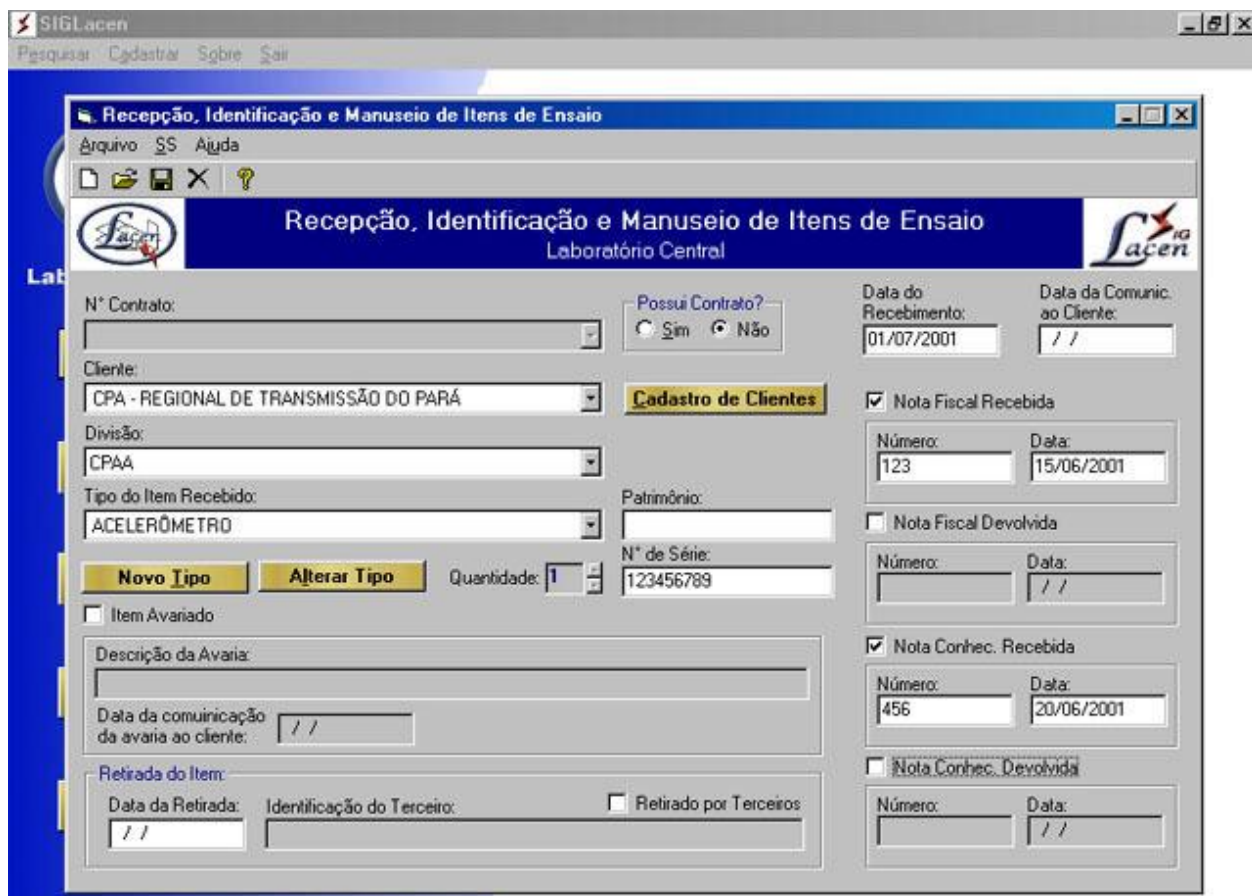 SIGLacen
Pesquisar Cadastrar Sobre Sair
Recepção, Identificação e Manuseio de Itens de Ensaio
Arquivo SS Ajuda
Lacen
Recepção, Identificação e Manuseio de Itens de Ensaio
Laboratório Central
SIG
Lacen
Lab
N° Contrato:
Possui Contrato?
Sim Não
Data do
Recebimento:
01/07/2001
Data da Comunic.
ao Cliente:
/ /
Cliente:
CPA - REGIONAL DE TRANSMISSÃO DO PARÁ
Cadastro de Clientes
Nota Fiscal Recebida
Divisão:
CPAA
Número: Data:
123 15/06/2001
Tipo do Item Recebido:
ACELERÔMETRO
Patrimônio:
Nota Fiscal Devolvida
Novo Tipo Alterar Tipo Quantidade: 1
N° de Série:
123456789
Número: Data:
/ /
Item Avariado
Descrição da Avaria:
Nota Conhec. Recebida
Número: Data:
456 20/06/2001
Data da comuinicação
da avaria ao cliente:
/ /
Retirada do Item:
Data da Retirada: Identificação do Terceiro: Retirado por Terceiros
/ /
Nota Conhec. Devolvida
Número: Data:
/ /